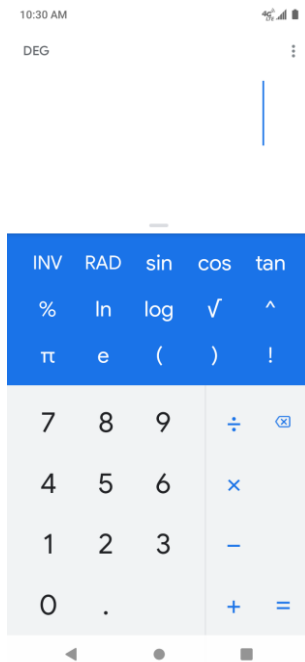 10:30 AM
DEG
INV RAD sin cos tan
% ln log √ ^
π e ( ) !
7 8 9 ÷
4 5 6 ×
1 2 3 −
0 . + =